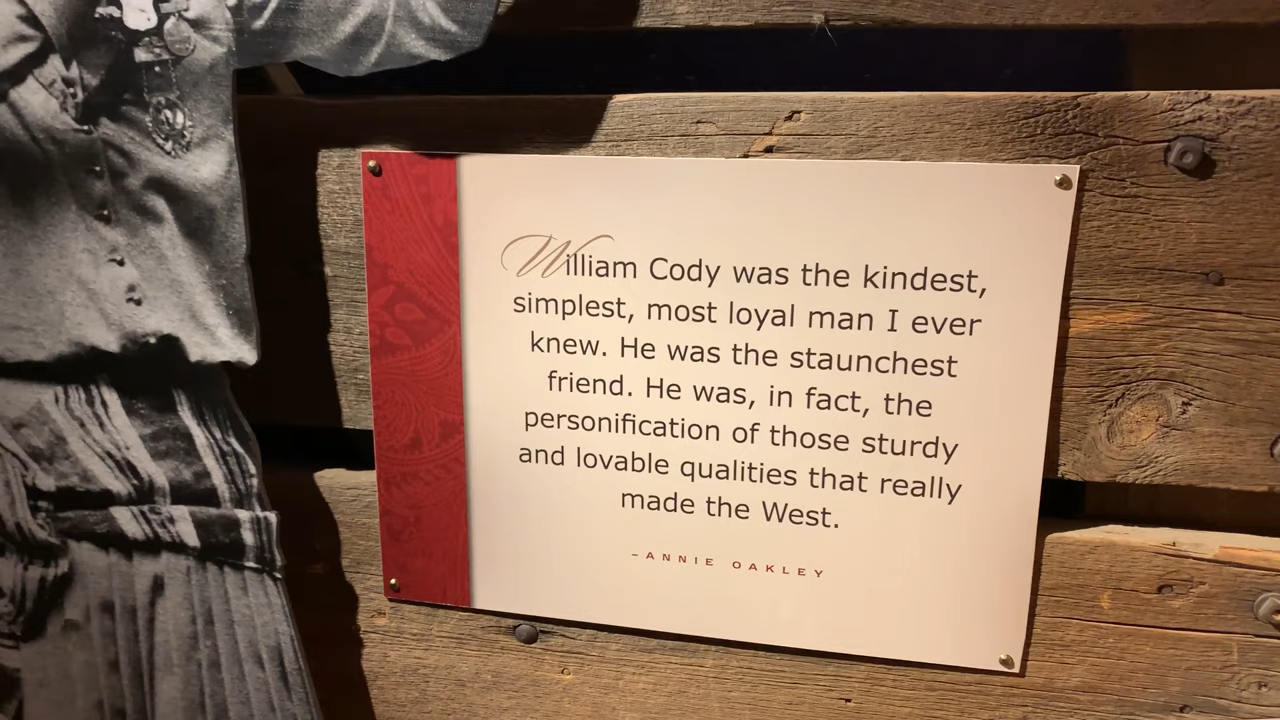 William Cody was the kindest,
simplest, most loyal man I ever
knew. He was the staunchest
friend. He was, in fact, the
personification of those sturdy
and lovable qualities that really
made the West.
–ANNIE OAKLEY